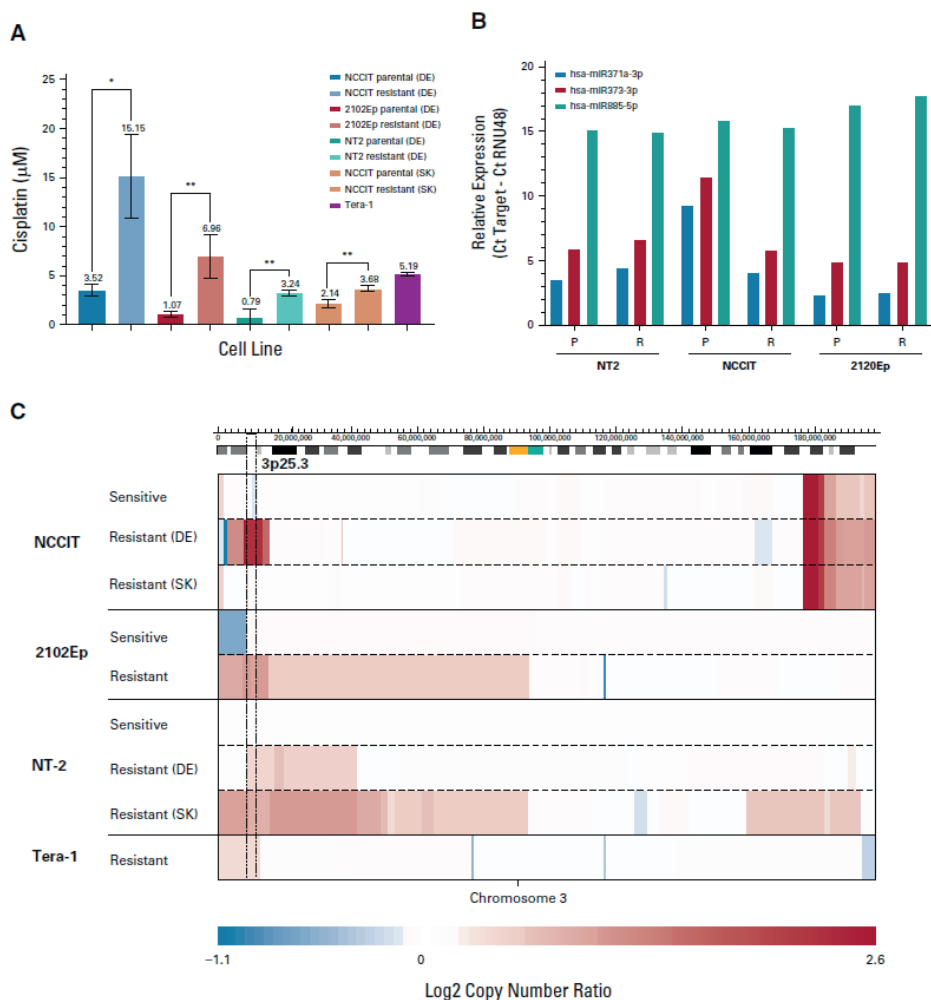 A
Cisplatin (μM)
25
20
15
10
5
0
*
**
**
**
3.52
15.15
1.07
6.96
0.79
3.24
2.14
3.68
5.19
NCCIT parental (DE)
NCCIT resistant (DE)
2102Ep parental (DE)
2102Ep resistant (DE)
NT2 parental (DE)
NT2 resistant (DE)
NCCIT parental (SK)
NCCIT resistant (SK)
Tera-1
Cell Line
B
Relative Expression
(Ct Target - Ct RNU48)
20
15
10
5
0
hsa-miR371a-3p
hsa-miR373-3p
hsa-miR885-5p
P R P R P R
NT2 NCCIT 2120Ep
C
0 20,000,000 40,000,000 60,000,000 80,000,000 100,000,000 120,000,000 140,000,000 160,000,000 180,000,000
3p25.3
NCCIT
Sensitive
Resistant (DE)
Resistant (SK)
2102Ep
Sensitive
Resistant
NT-2
Sensitive
Resistant (DE)
Resistant (SK)
Tera-1
Resistant
Chromosome 3
−1.1 0 2.6
Log2 Copy Number Ratio